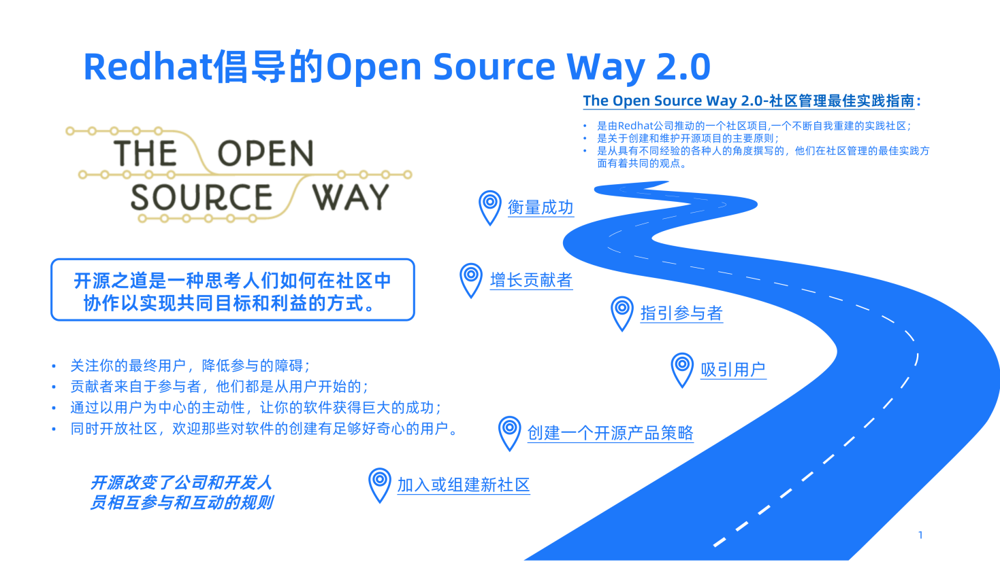 Redhat倡导的Open Source Way 2.0
The Open Source Way 2.0-社区管理最佳实践指南：
• 是由Redhat公司推动的一个社区项目,一个不断自我重建的实践社区；
• 是关于创建和维护开源项目的主要原则；
• 是从具有不同经验的各种人的角度撰写的，他们在社区管理的最佳实践方
面有着共同的观点。
THE OPEN
SOURCE WAY
衡量成功
开源之道是一种思考人们如何在社区中
协作以实现共同目标和利益的方式。
增长贡献者
指引参与者
吸引用户
• 关注你的最终用户，降低参与的障碍；
• 贡献者来自于参与者，他们都是从用户开始的；
• 通过以用户为中心的主动性，让你的软件获得巨大的成功；
• 同时开放社区，欢迎那些对软件的创建有足够好奇心的用户。
创建一个开源产品策略
加入或组建新社区
开源改变了公司和开发人
员相互参与和互动的规则
1